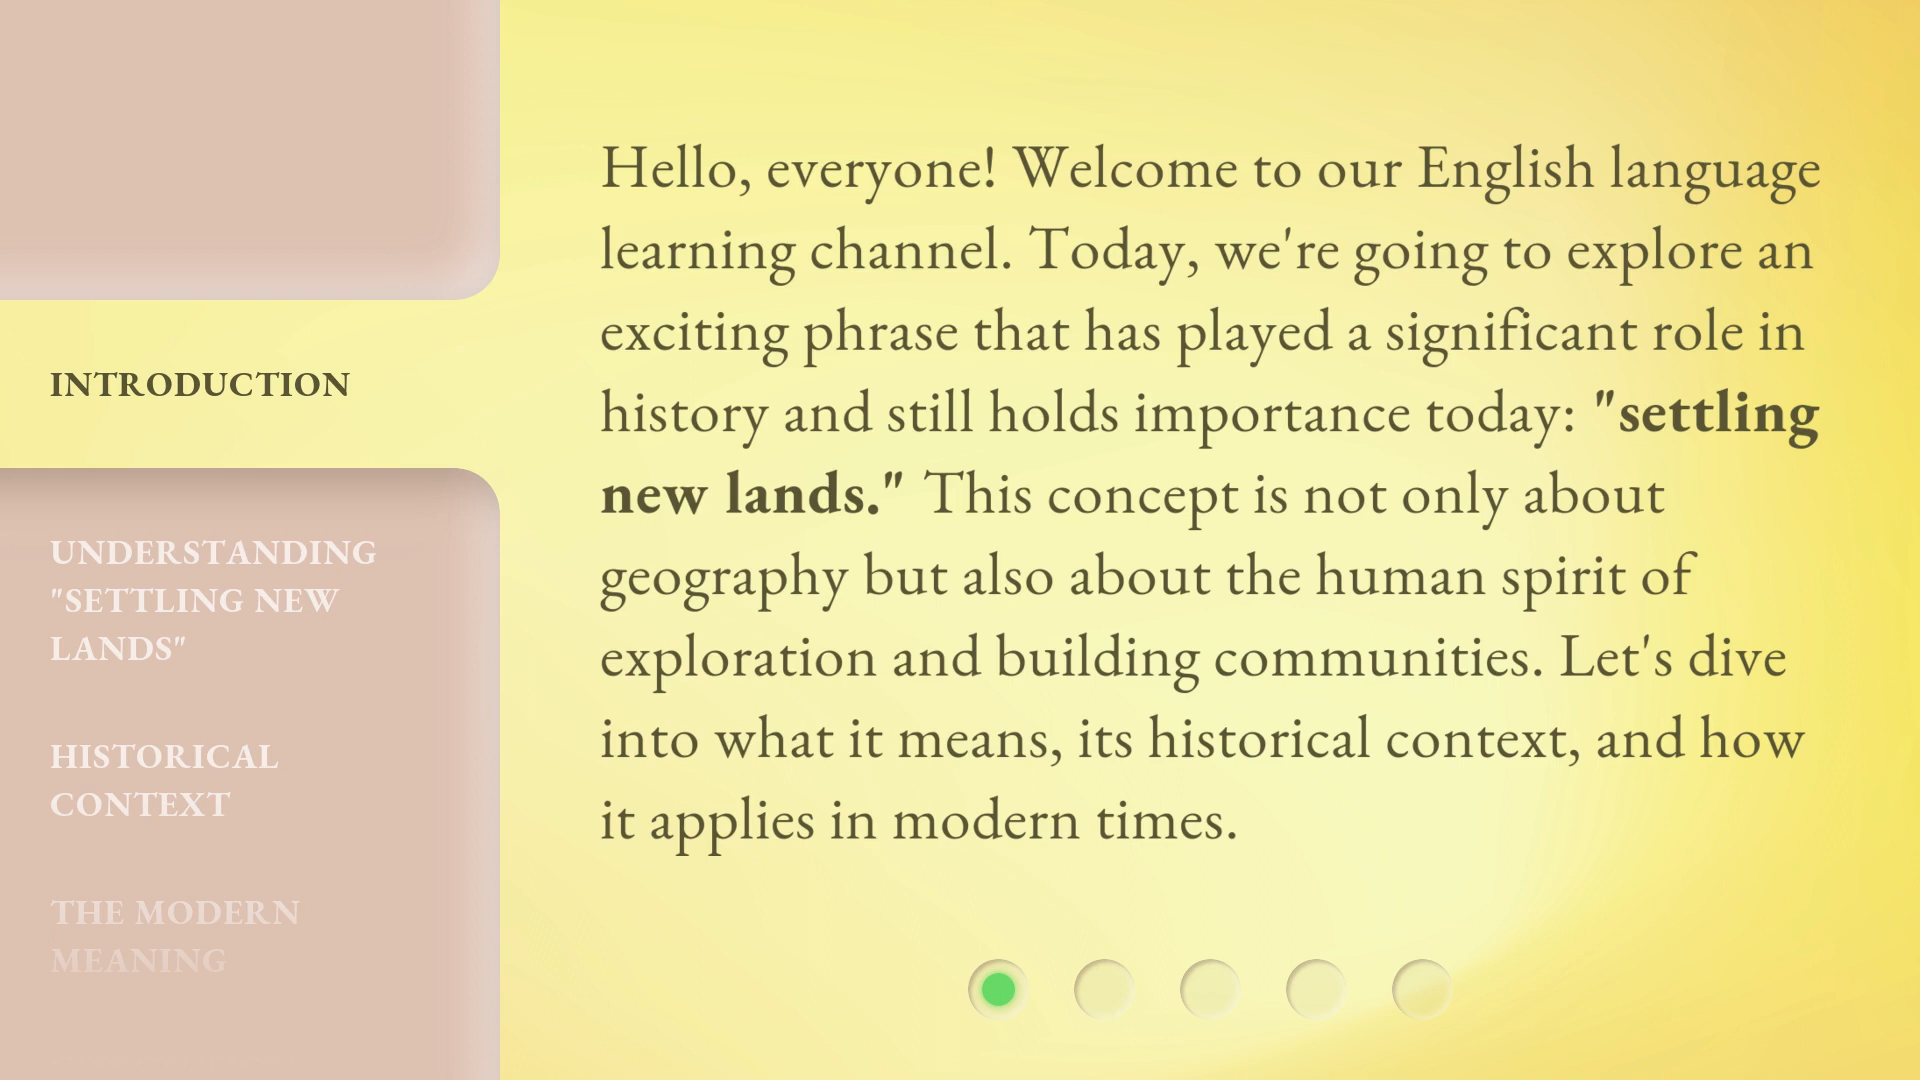 INTRODUCTION
UNDERSTANDING
"SETTLING NEW
LANDS"
HISTORICAL
CONTEXT
THE MODERN
MEANING
Hello, everyone! Welcome to our English language
learning channel. Today, we're going to explore an
exciting phrase that has played a significant role in
history and still holds importance today: "settling
new lands." This concept is not only about
geography but also about the human spirit of
exploration and building communities. Let's dive
into what it means, its historical context, and how
it applies in modern times.